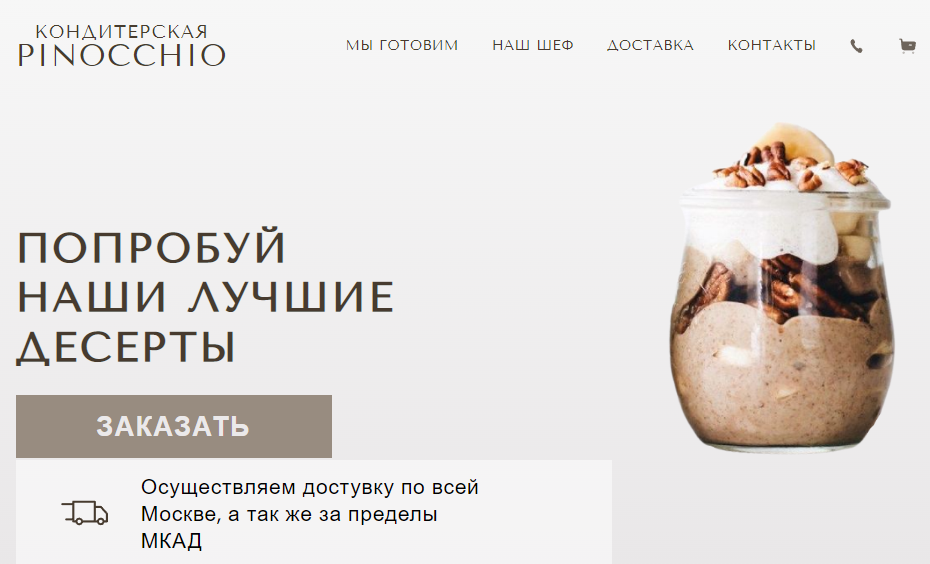 КОНДИТЕРСКАЯ
PINOCCHIO
МЫ ГОТОВИМ НАШ ШЕФ ДОСТАВКА КОНТАКТЫ
ПОПРОБУЙ
НАШИ ЛУЧШИЕ
ДЕСЕРТЫ
ЗАКАЗАТЬ
Осуществляем достувку по всей
Москве, а так же за пределы
МКАД